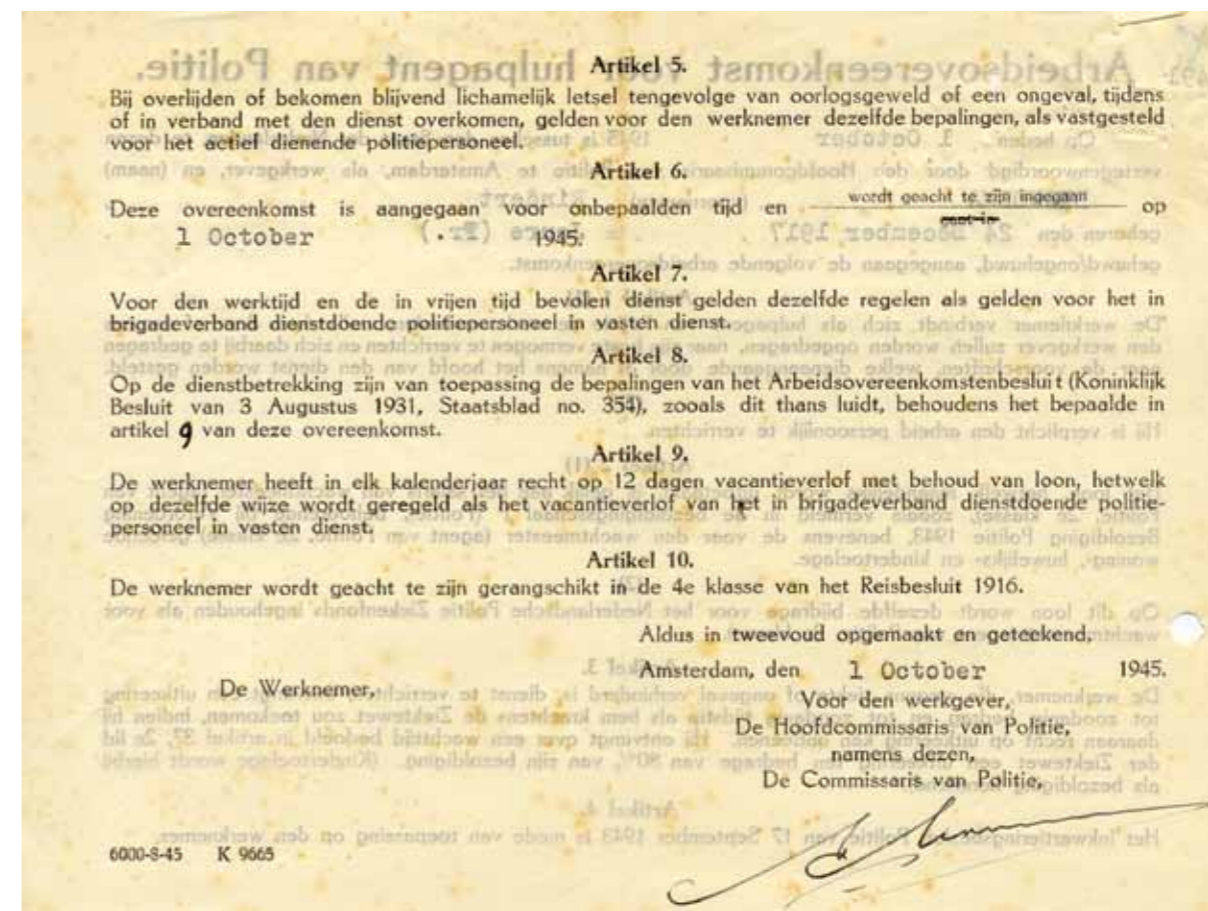 Artikel 5.
Bij overlijden of bekomen blijvend lichamelijk letsel tengevolge van oorlogsgeweld of een ongeval, tijdens
of in verband met den dienst overkomen, gelden voor den werknemer dezelfde bepalingen, als vastgesteld
voor het actief dienende politiepersoneel.
Artikel 6.
Deze overeenkomst is aangegaan voor onbepaalden tijd en wordt geacht te zijn ingegaan op
1 October 1945.
Artikel 7.
Voor den werktijd en de in vrijen tijd bevolen dienst gelden dezelfde regelen als gelden voor het in
brigadeverband dienstdoende politiepersoneel in vasten dienst.
Artikel 8.
Op de dienstbetrekking zijn van toepassing de bepalingen van het Arbeidsovereenkomstenbesluit (Koninklijk
Besluit van 3 Augustus 1931, Staatsblad no. 354), zooals dit thans luidt, behoudens het bepaalde in
artikel 9 van deze overeenkomst.
Artikel 9.
De werknemer heeft in elk kalenderjaar recht op 12 dagen vacantieverlof met behoud van loon, hetwelk
op dezelfde wijze wordt geregeld als het vacantieverlof van het in brigadeverband dienstdoende politie-
personeel in vasten dienst.
Artikel 10.
De werknemer wordt geacht te zijn gerangschikt in de 4e klasse van het Reisbesluit 1916.
Aldus in tweevoud opgemaakt en geteekend,
Amsterdam, den 1 October 1945.
De Werknemer,
Voor den werkgever,
De Hoofdcommissaris van Politie,
namens dezen,
De Commissaris van Politie,
6000-8-45 K 9665